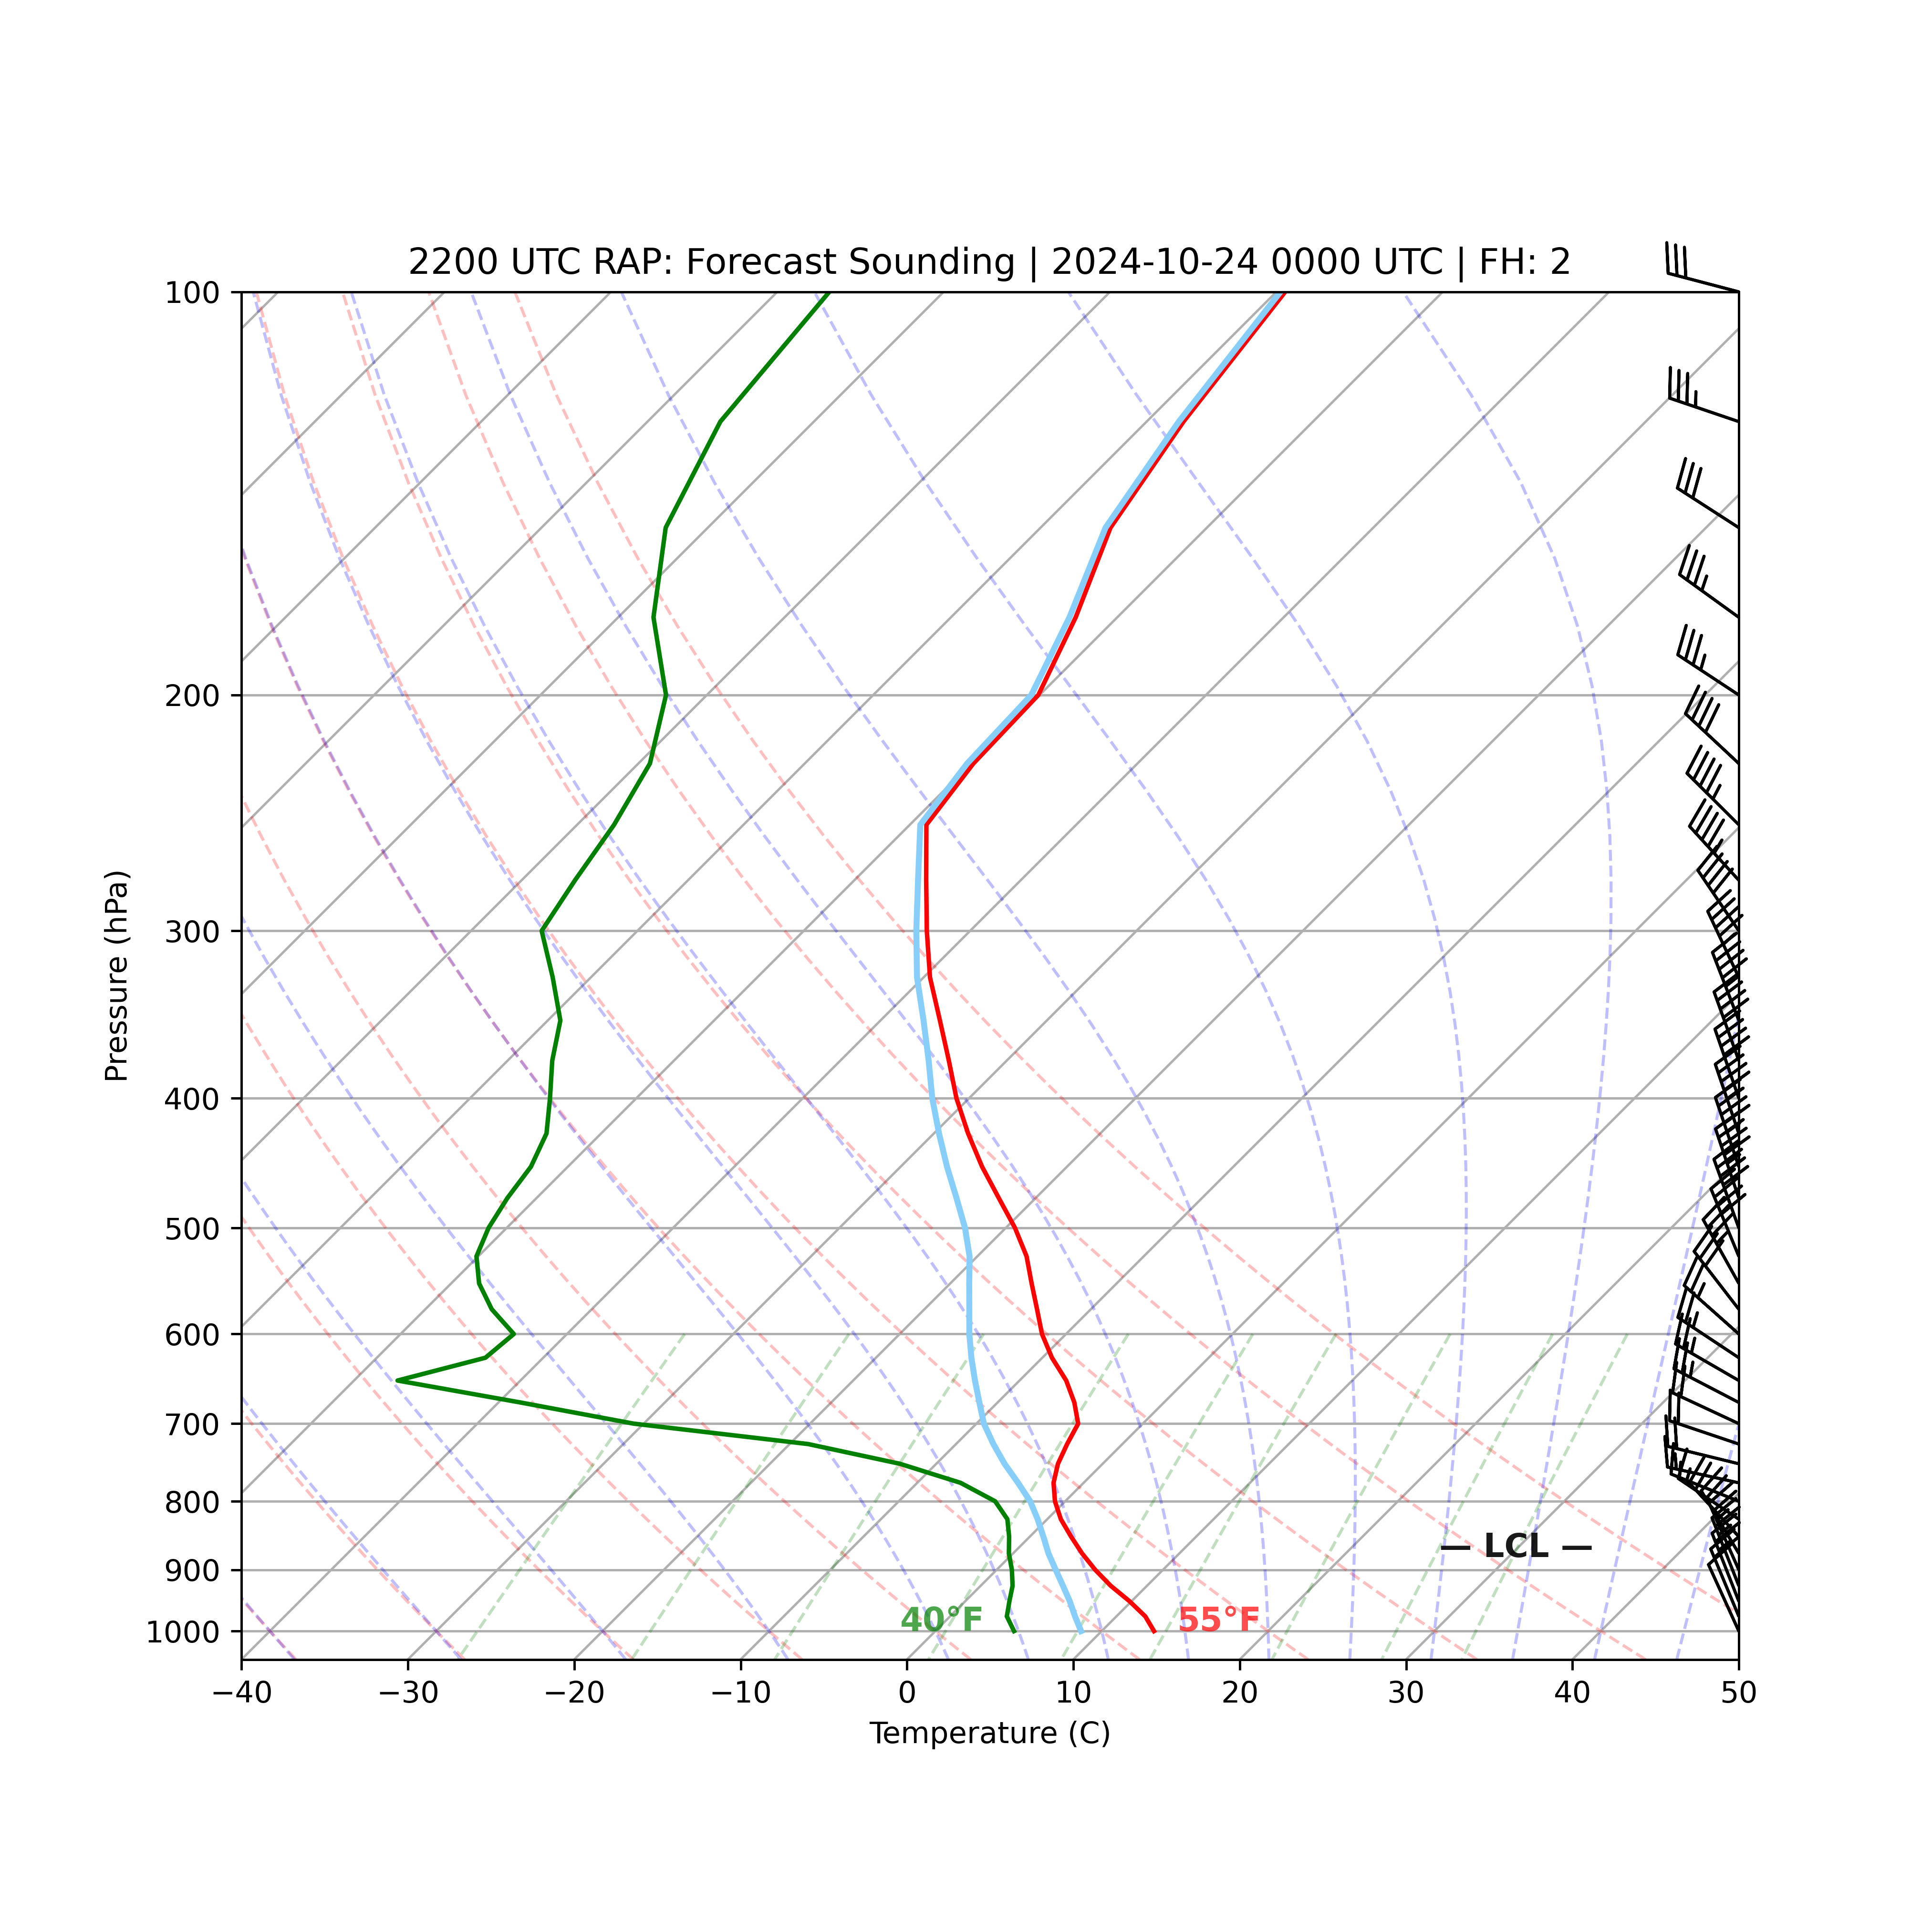 2200 UTC RAP: Forecast Sounding | 2024-10-24 0000 UTC | FH: 2
100
200
300
400
500
600
700
800
900
1000
Pressure (hPa)
— LCL —
40°F
55°F
−40 −30 −20 −10 0 10 20 30 40 50
Temperature (C)